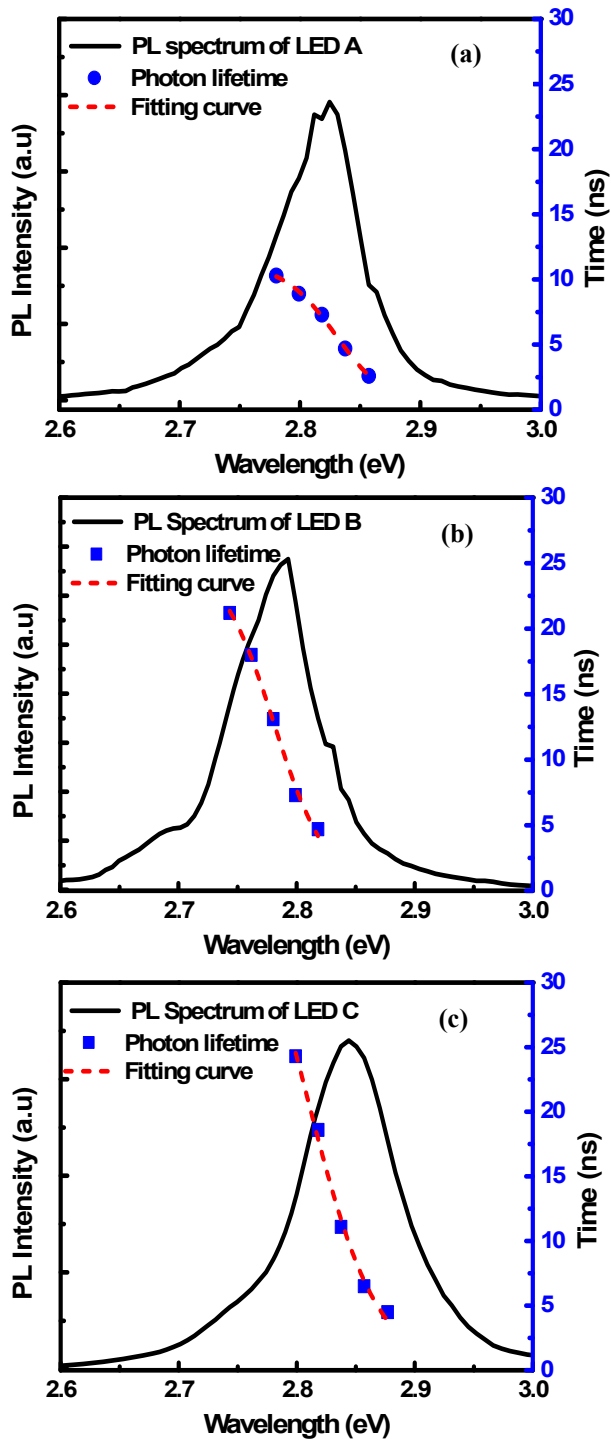 PL spectrum of LED A
Photon lifetime
Fitting curve
(a)
PL Intensity (a.u)
Time (ns)
30
25
20
15
10
5
0
2.6 2.7 2.8 2.9 3.0
Wavelength (eV)
PL Spectrum of LED B
Photon lifetime
Fitting curve
(b)
PL Intensity (a.u)
Time (ns)
30
25
20
15
10
5
0
2.6 2.7 2.8 2.9 3.0
Wavelength (eV)
PL Spectrum of LED C
Photon lifetime
Fitting curve
(c)
PL Intensity (a.u)
Time (ns)
30
25
20
15
10
5
0
2.6 2.7 2.8 2.9 3.0
Wavelength (eV)